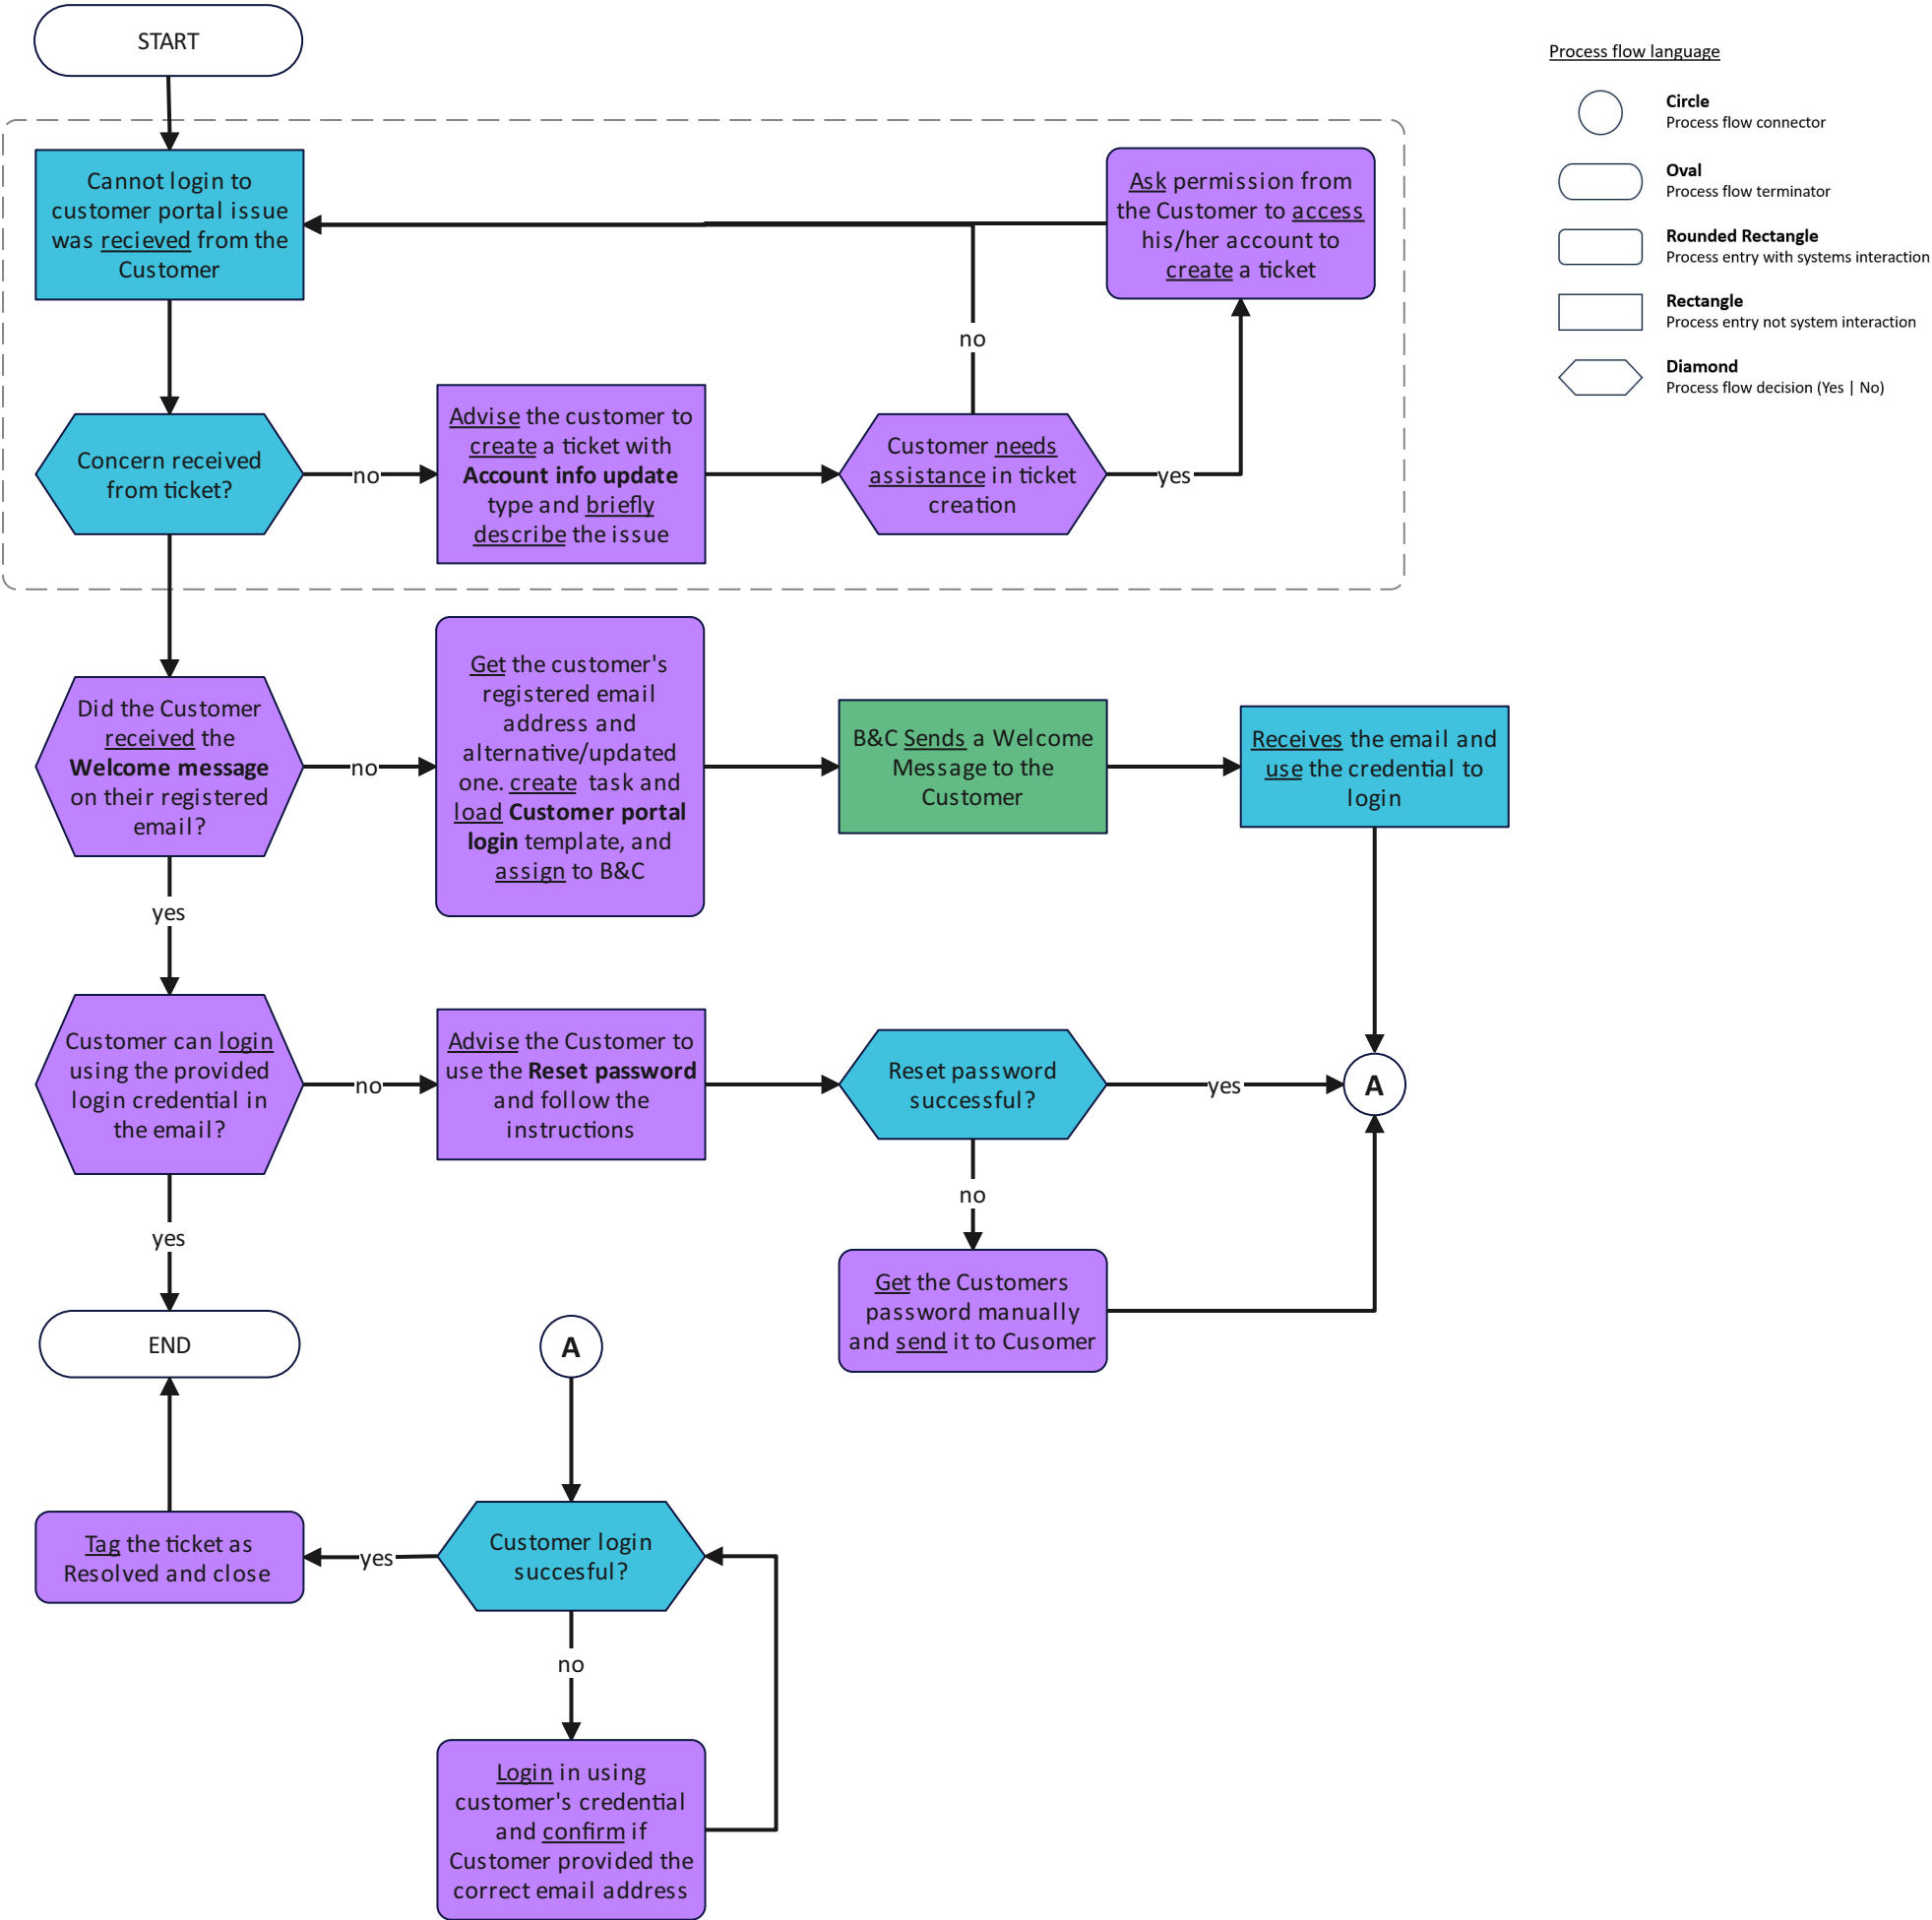 START
Process flow language
Circle
Process flow connector
Oval
Process flow terminator
Rounded Rectangle
Process entry with systems interaction
Rectangle
Process entry not system interaction
Diamond
Process flow decision (Yes | No)
Cannot login to
customer portal issue
was recieved from the
Customer
Ask permission from
the Customer to access
his/her account to
create a ticket
no
Concern received
from ticket?
no
Advise the customer to
create a ticket with
Account info update
type and briefly
describe the issue
Customer needs
assistance in ticket
creation
yes
Did the Customer
received the
Welcome message
on their registered
email?
no
Get the customer's
registered email
address and
alternative/updated
one. create task and
load Customer portal
login template, and
assign to B&C
B&C Sends a Welcome
Message to the
Customer
Receives the email and
use the credential to
login
yes
Customer can login
using the provided
login credential in
the email?
no
Advise the Customer to
use the Reset password
and follow the
instructions
Reset password
successful?
yes
A
no
yes
Get the Customers
password manually
and send it to Cusomer
END
A
Tag the ticket as
Resolved and close
yes
Customer login
succesful?
no
Login in using
customer's credential
and confirm if
Customer provided the
correct email address